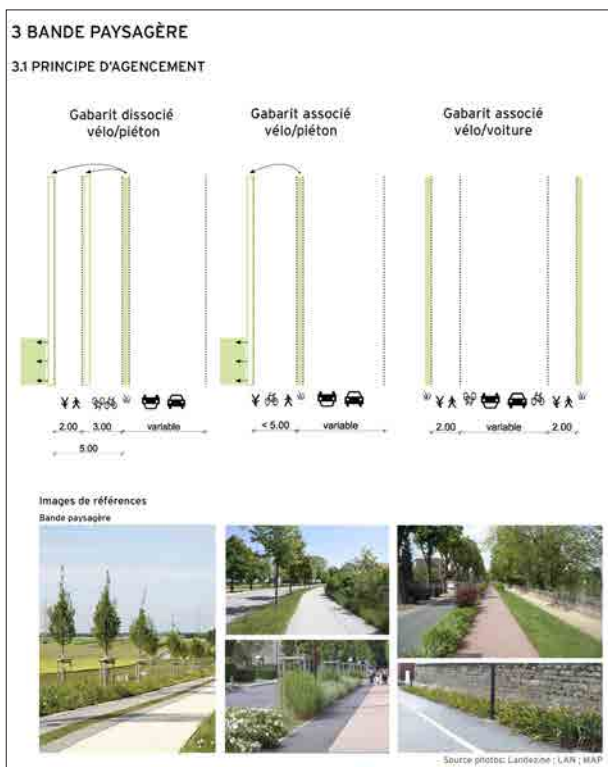 3 BANDE PAYSAGÈRE
3.1 PRINCIPE D'AGENCEMENT
Gabarit dissocié
vélo/piéton
Gabarit associé
vélo/piéton
Gabarit associé
vélo/voiture
2.00 3.00 variable
5.00
< 5.00 variable
2.00 variable 2.00
Images de références
Bande paysagère
Source photos: Landezine ; LAN ; MAP